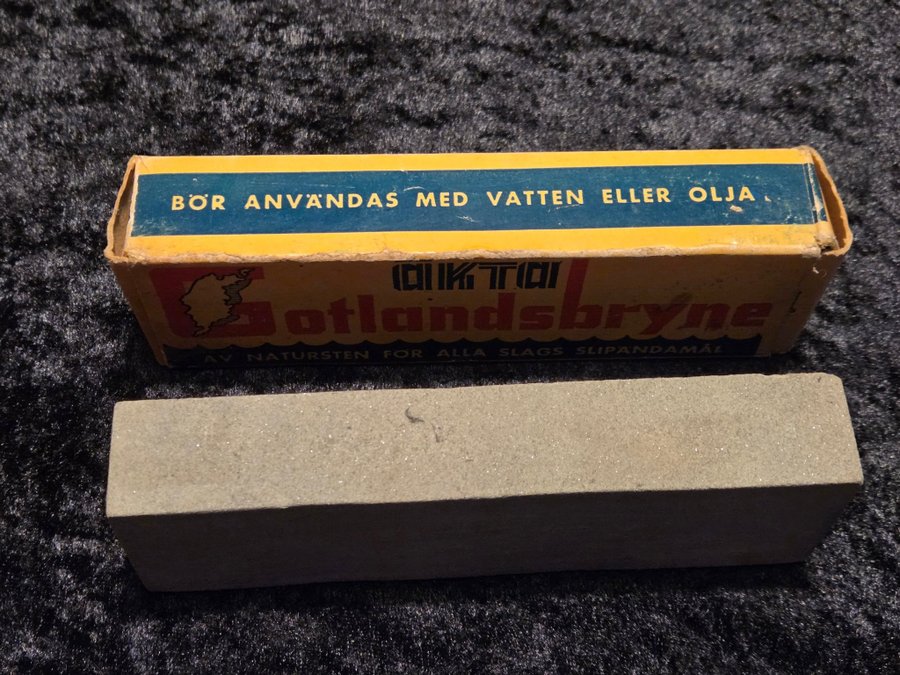 BÖR ANVÄNDAS MED VATTEN ELLER OLJA.
äkta
Gotlandsbryne
AV NATURSTEN FÖR ALLA SLAGS SLIPÄNDAMÅL